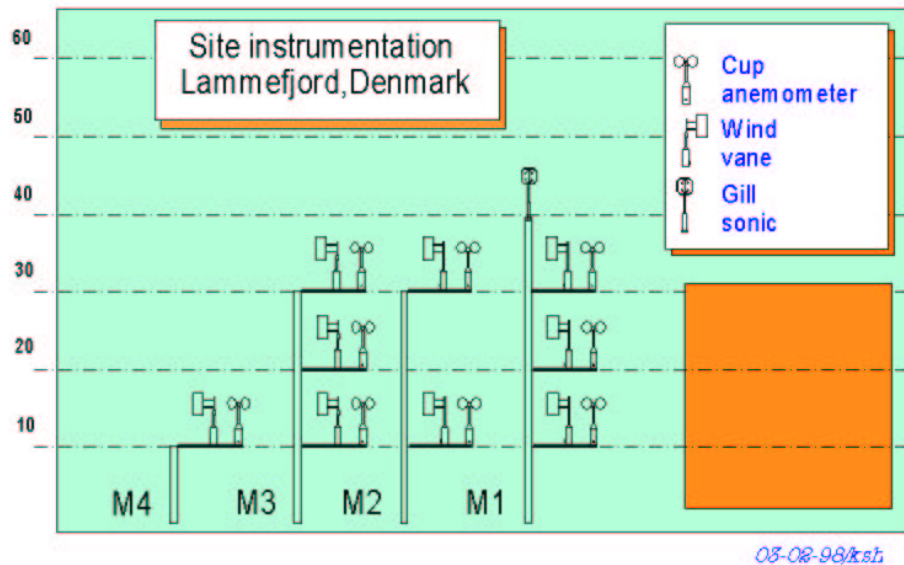 Site instrumentation
Lammefjord,Denmark
Cup
anemometer
Wind
vane
Gill
sonic
60
50
40
30
20
10
M4
M3
M2
M1
03-02-98/ksh